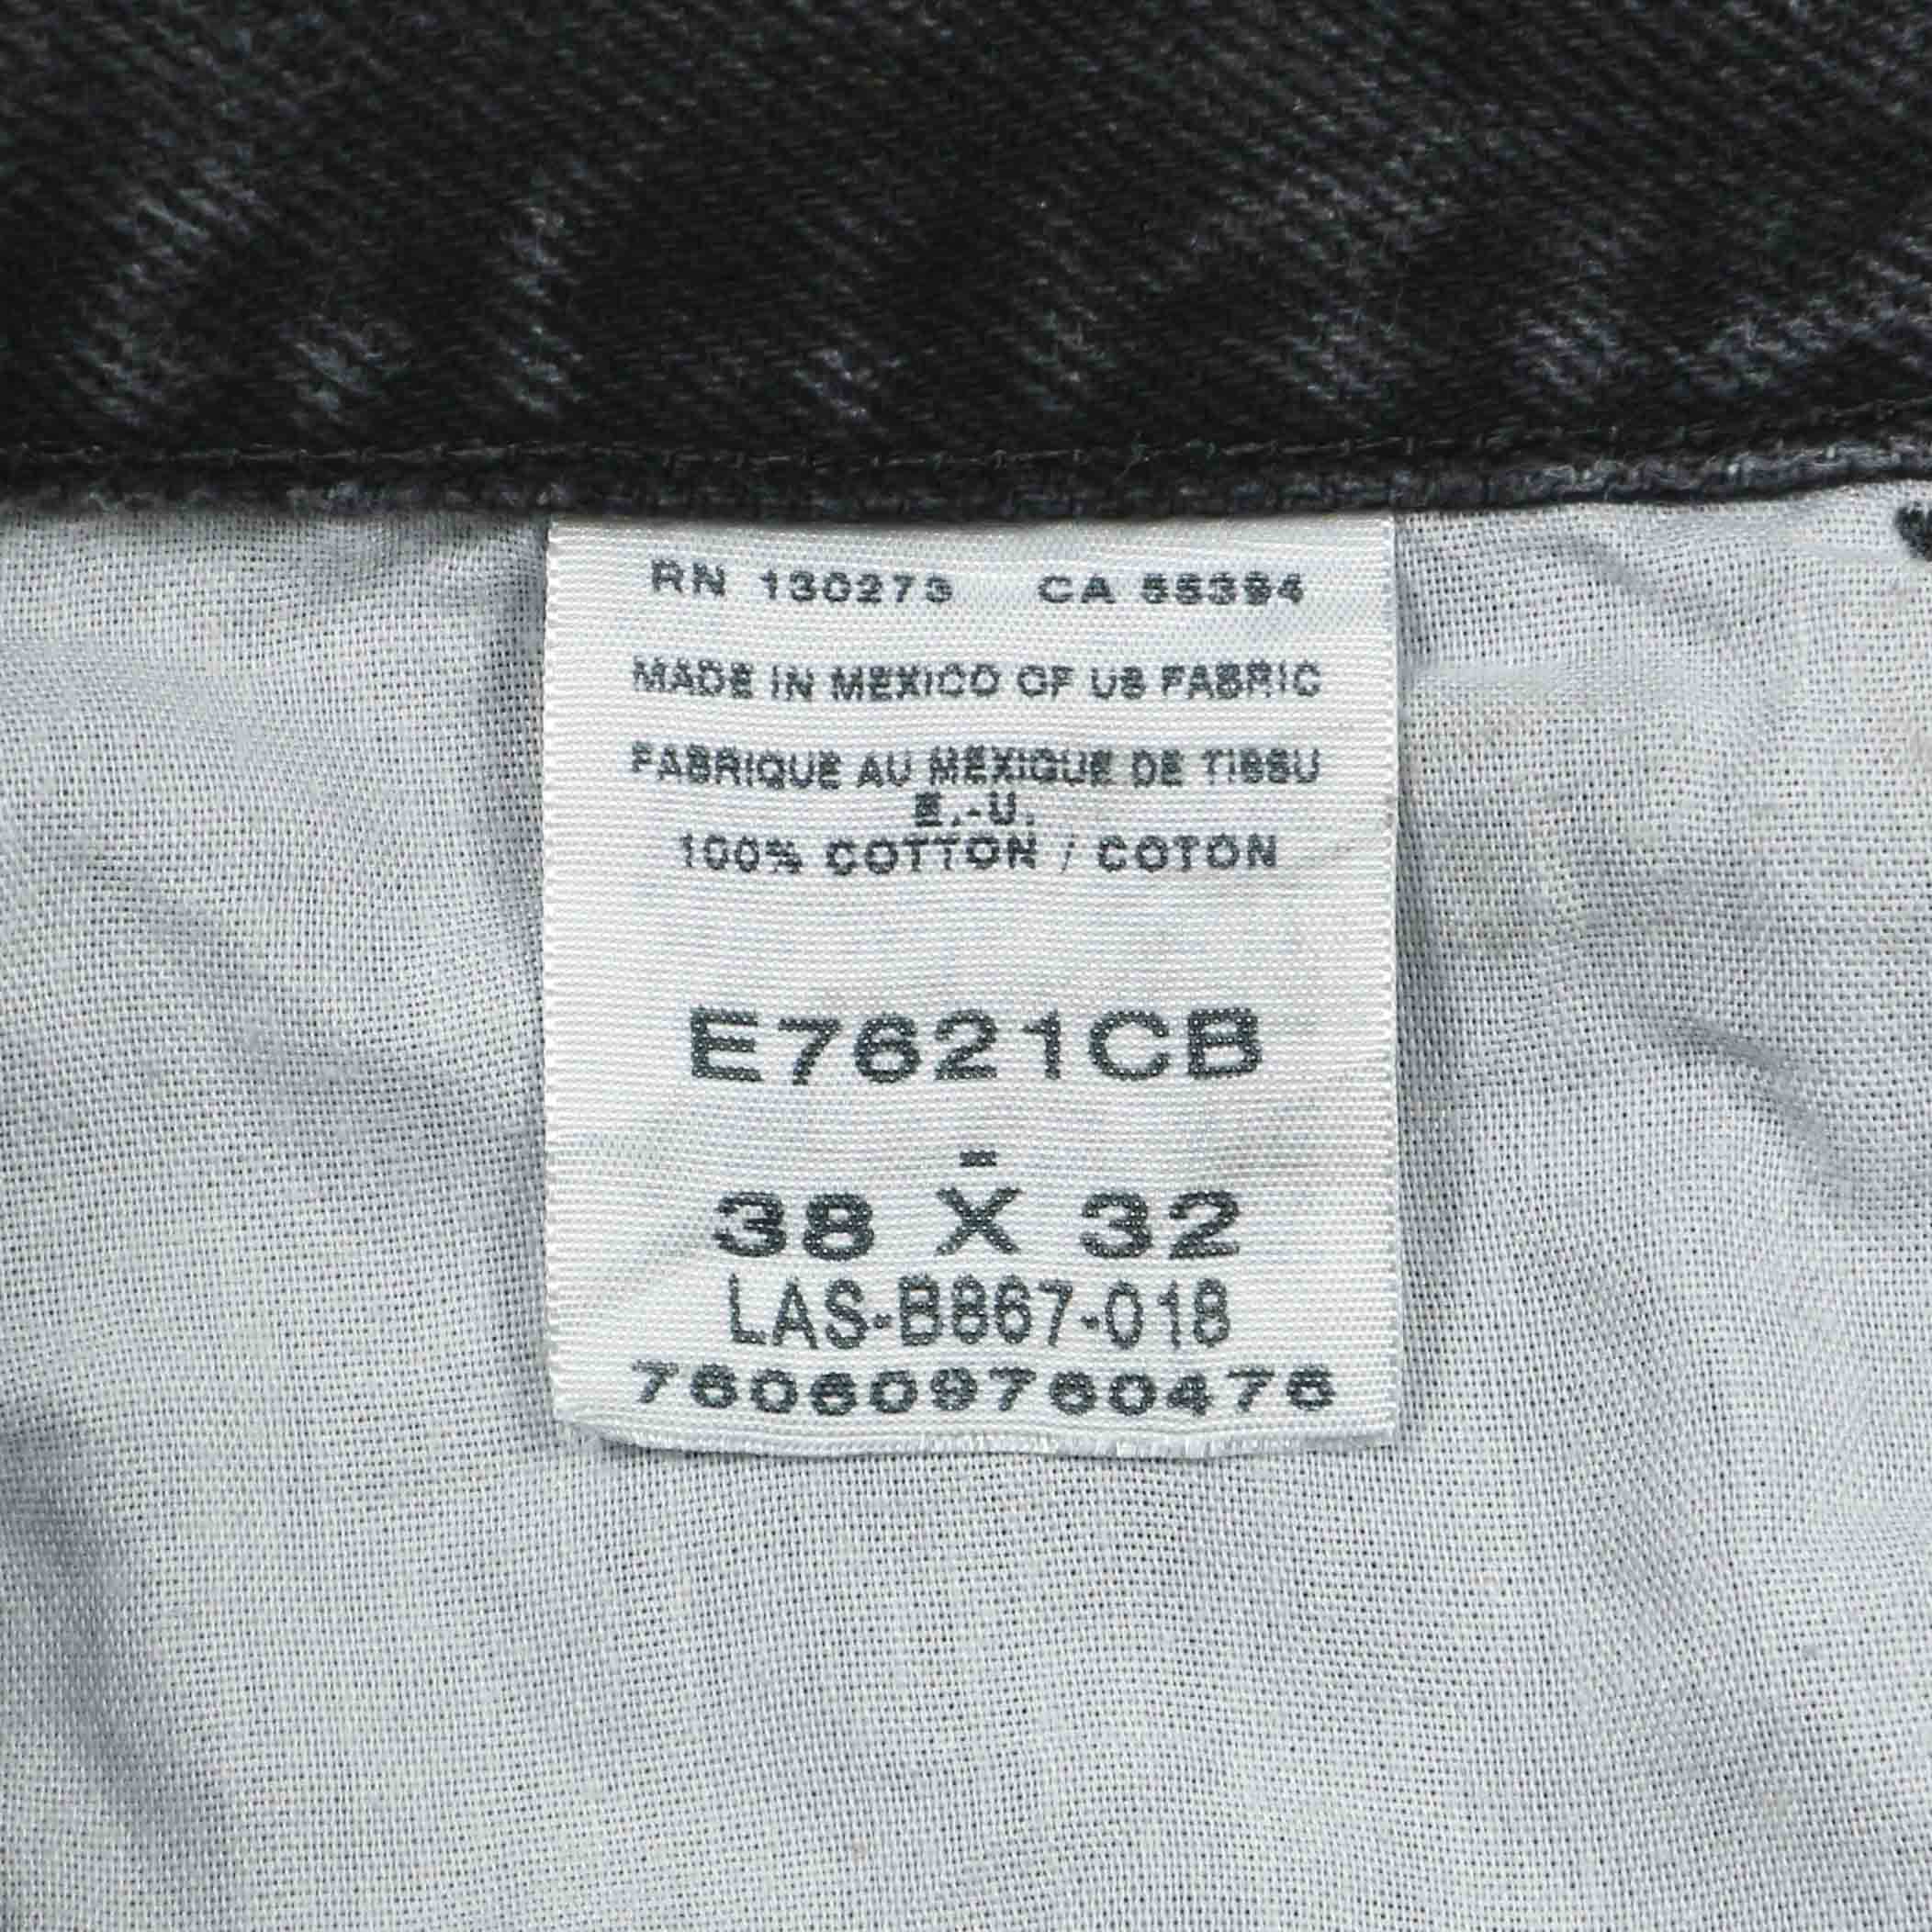 RN 130273 CA 55394
MADE IN MEXICO OF US FABRIC
FABRIQUE AU MEXIQUE DE TISSU
E.-U.
100% COTTON / COTON
E7621CB
-
38 X 32
LAS-B867-018
760609760476